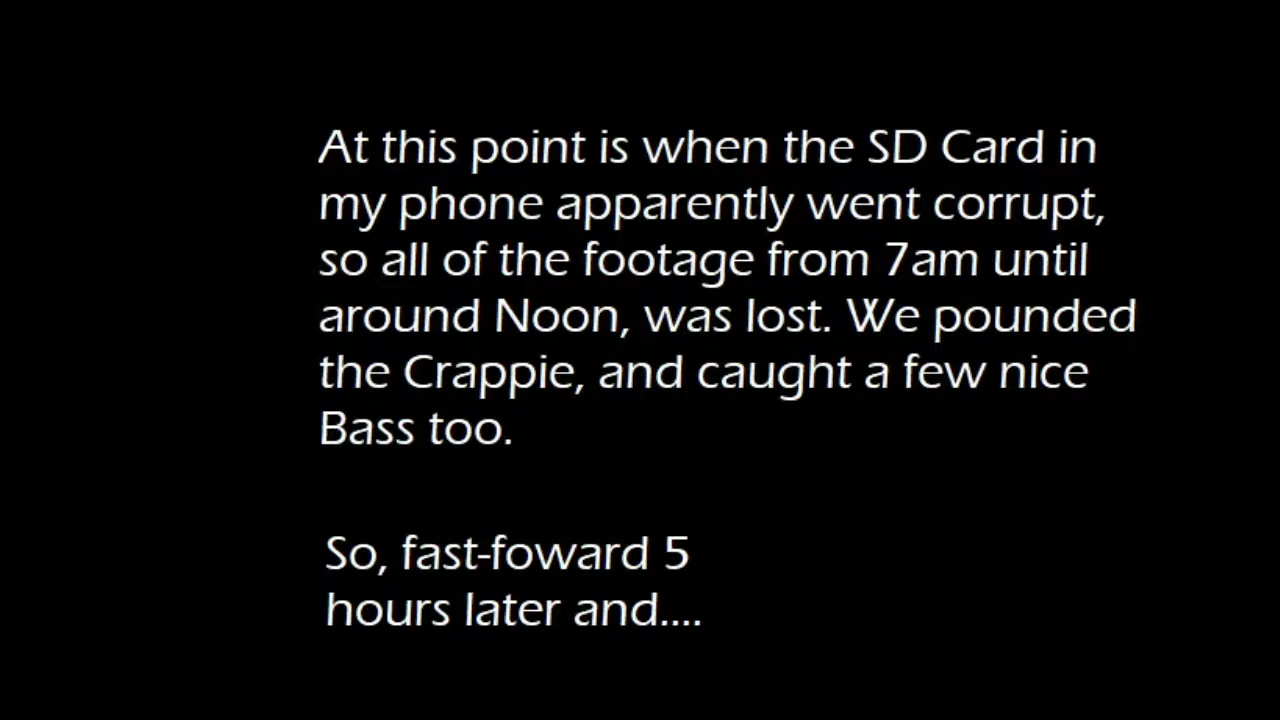 At this point is when the SD Card in
my phone apparently went corrupt,
so all of the footage from 7am until
around Noon, was lost. We pounded
the Crappie, and caught a few nice
Bass too.
So, fast-foward 5
hours later and....